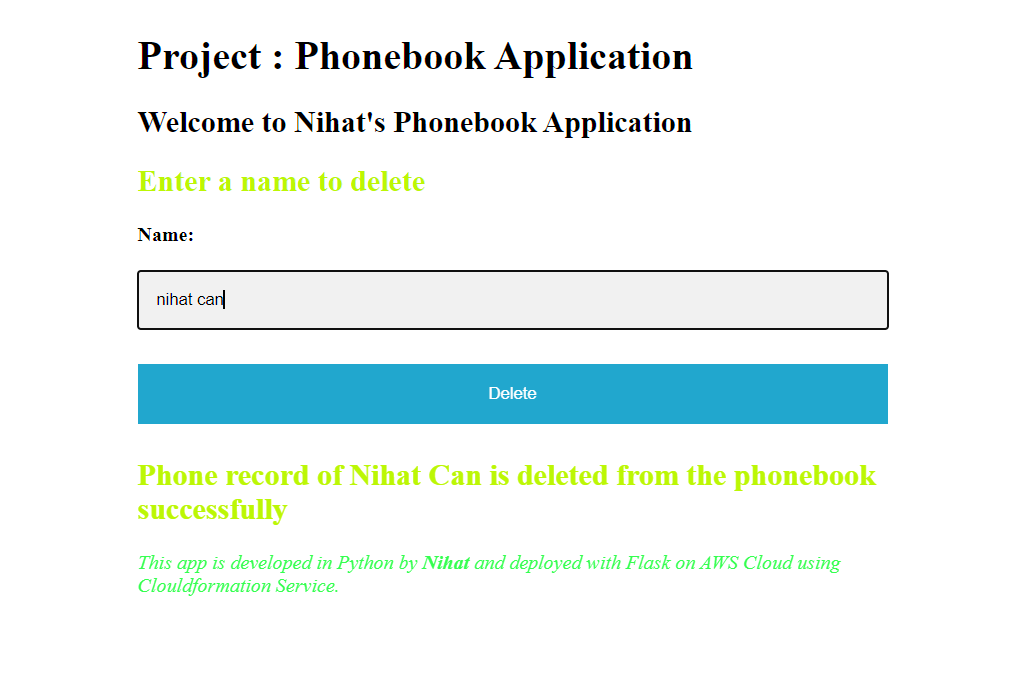 Project : Phonebook Application
Welcome to Nihat's Phonebook Application
Enter a name to delete
Name:
nihat can
Delete
Phone record of Nihat Can is deleted from the phonebook
successfully
This app is developed in Python by Nihat and deployed with Flask on AWS Cloud using
Clouldformation Service.